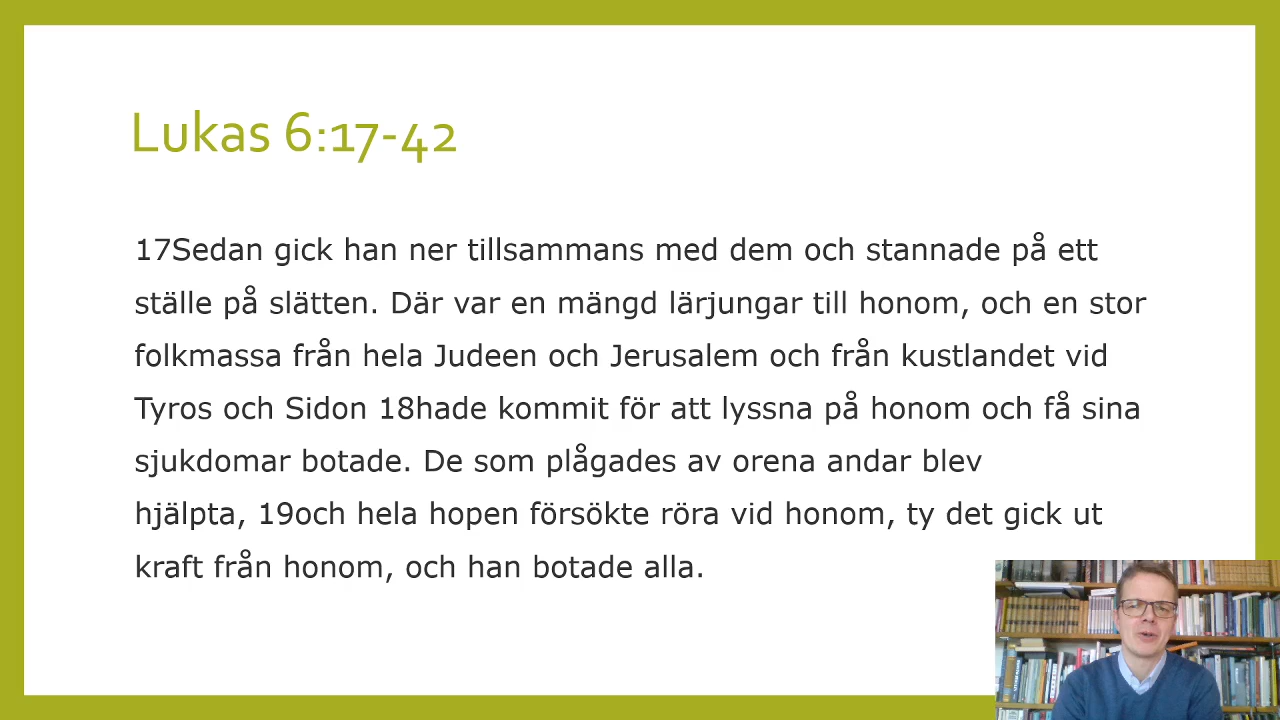 Lukas 6:17-42
17Sedan gick han ner tillsammans med dem och stannade på ett
ställe på slätten. Där var en mängd lärjungar till honom, och en stor
folkmassa från hela Judeen och Jerusalem och från kustlandet vid
Tyros och Sidon 18hade kommit för att lyssna på honom och få sina
sjukdomar botade. De som plågades av orena andar blev
hjälpta, 19och hela hopen försökte röra vid honom, ty det gick ut
kraft från honom, och han botade alla.